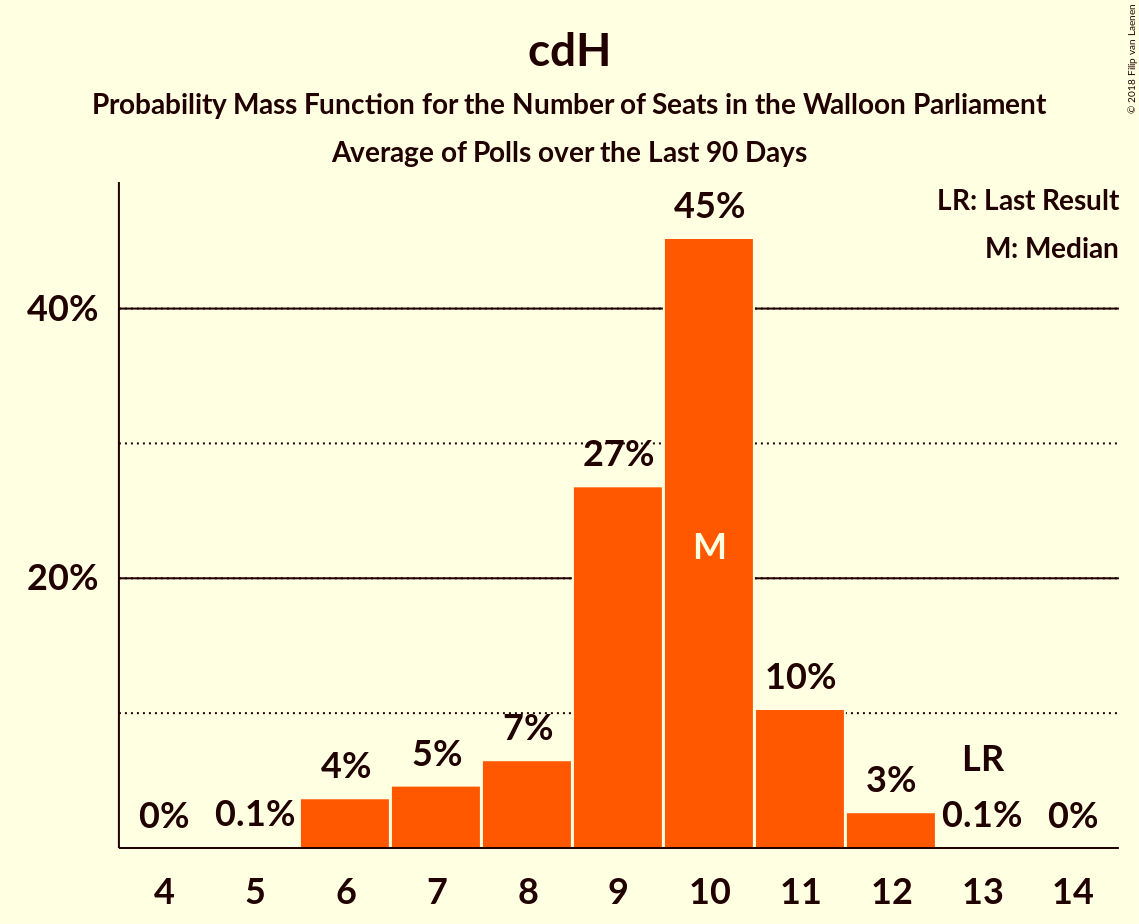 cdH
Probability Mass Function for the Number of Seats in the Walloon Parliament
Average of Polls over the Last 90 Days
© 2018 Filip van Laenen
LR: Last Result
M: Median
45%
40%
27%
M
20%
10%
7%
5%
4%
3%
LR
0%
0.1%
0.1%
0%
4 5 6 7 8 9 10 11 12 13 14